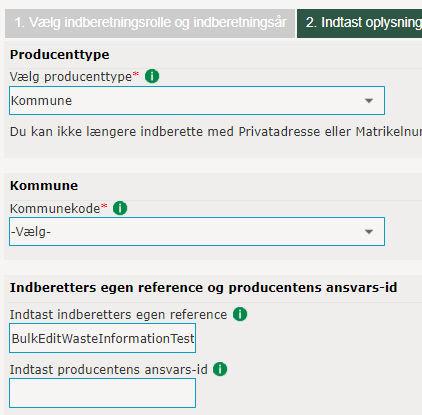 1. Vælg indberetningsrolle og indberetningsår
2. Indtast oplysning
Producenttype
Vælg producenttype*
Kommune
Du kan ikke længere indberette med Privatadresse eller Matrikelnu
Kommune
Kommunekode*
-Vælg-
Indberetters egen reference og producentens ansvars-id
Indtast indberetters egen reference
BulkEditWasteInformationTest
Indtast producentens ansvars-id